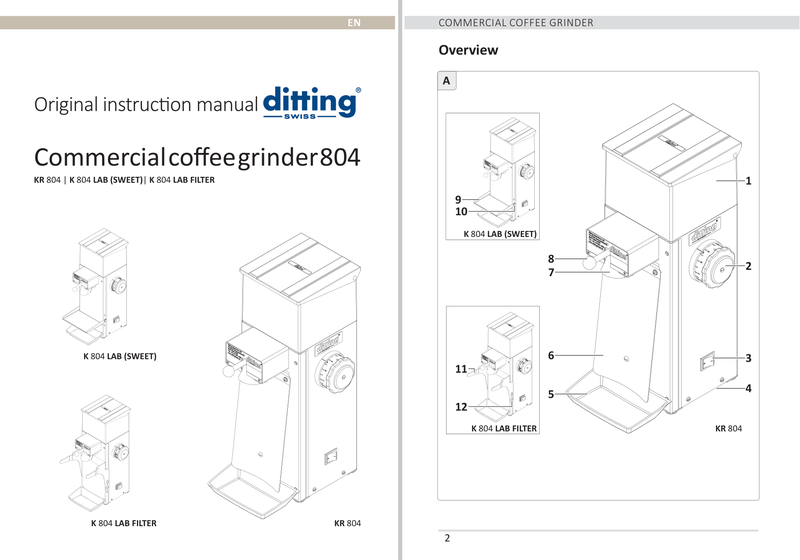 EN
Original instruction manual ditting®
SWISS
Commercial coffee grinder 804
KR 804 | K 804 LAB (SWEET)| K 804 LAB FILTER
K 804 LAB (SWEET)
K 804 LAB FILTER
KR 804
COMMERCIAL COFFEE GRINDER
Overview
A
1
9
10
K 804 LAB (SWEET)
ditting
8
7
2
6
3
11
5
4
12
K 804 LAB FILTER
KR 804
2